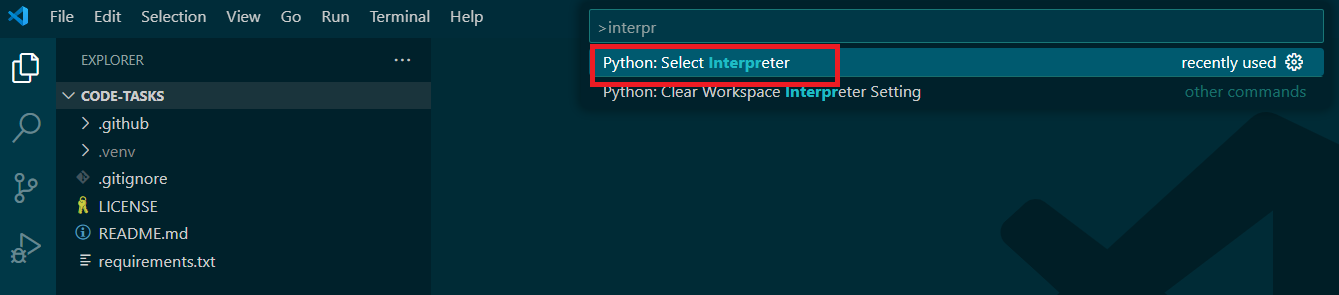 File Edit Selection View Go Run Terminal Help
>interpr
Python: Select Interpreter recently used
Python: Clear Workspace Interpreter Setting other commands
EXPLORER ...
CODE-TASKS
.github
.venv
.gitignore
LICENSE
README.md
requirements.txt